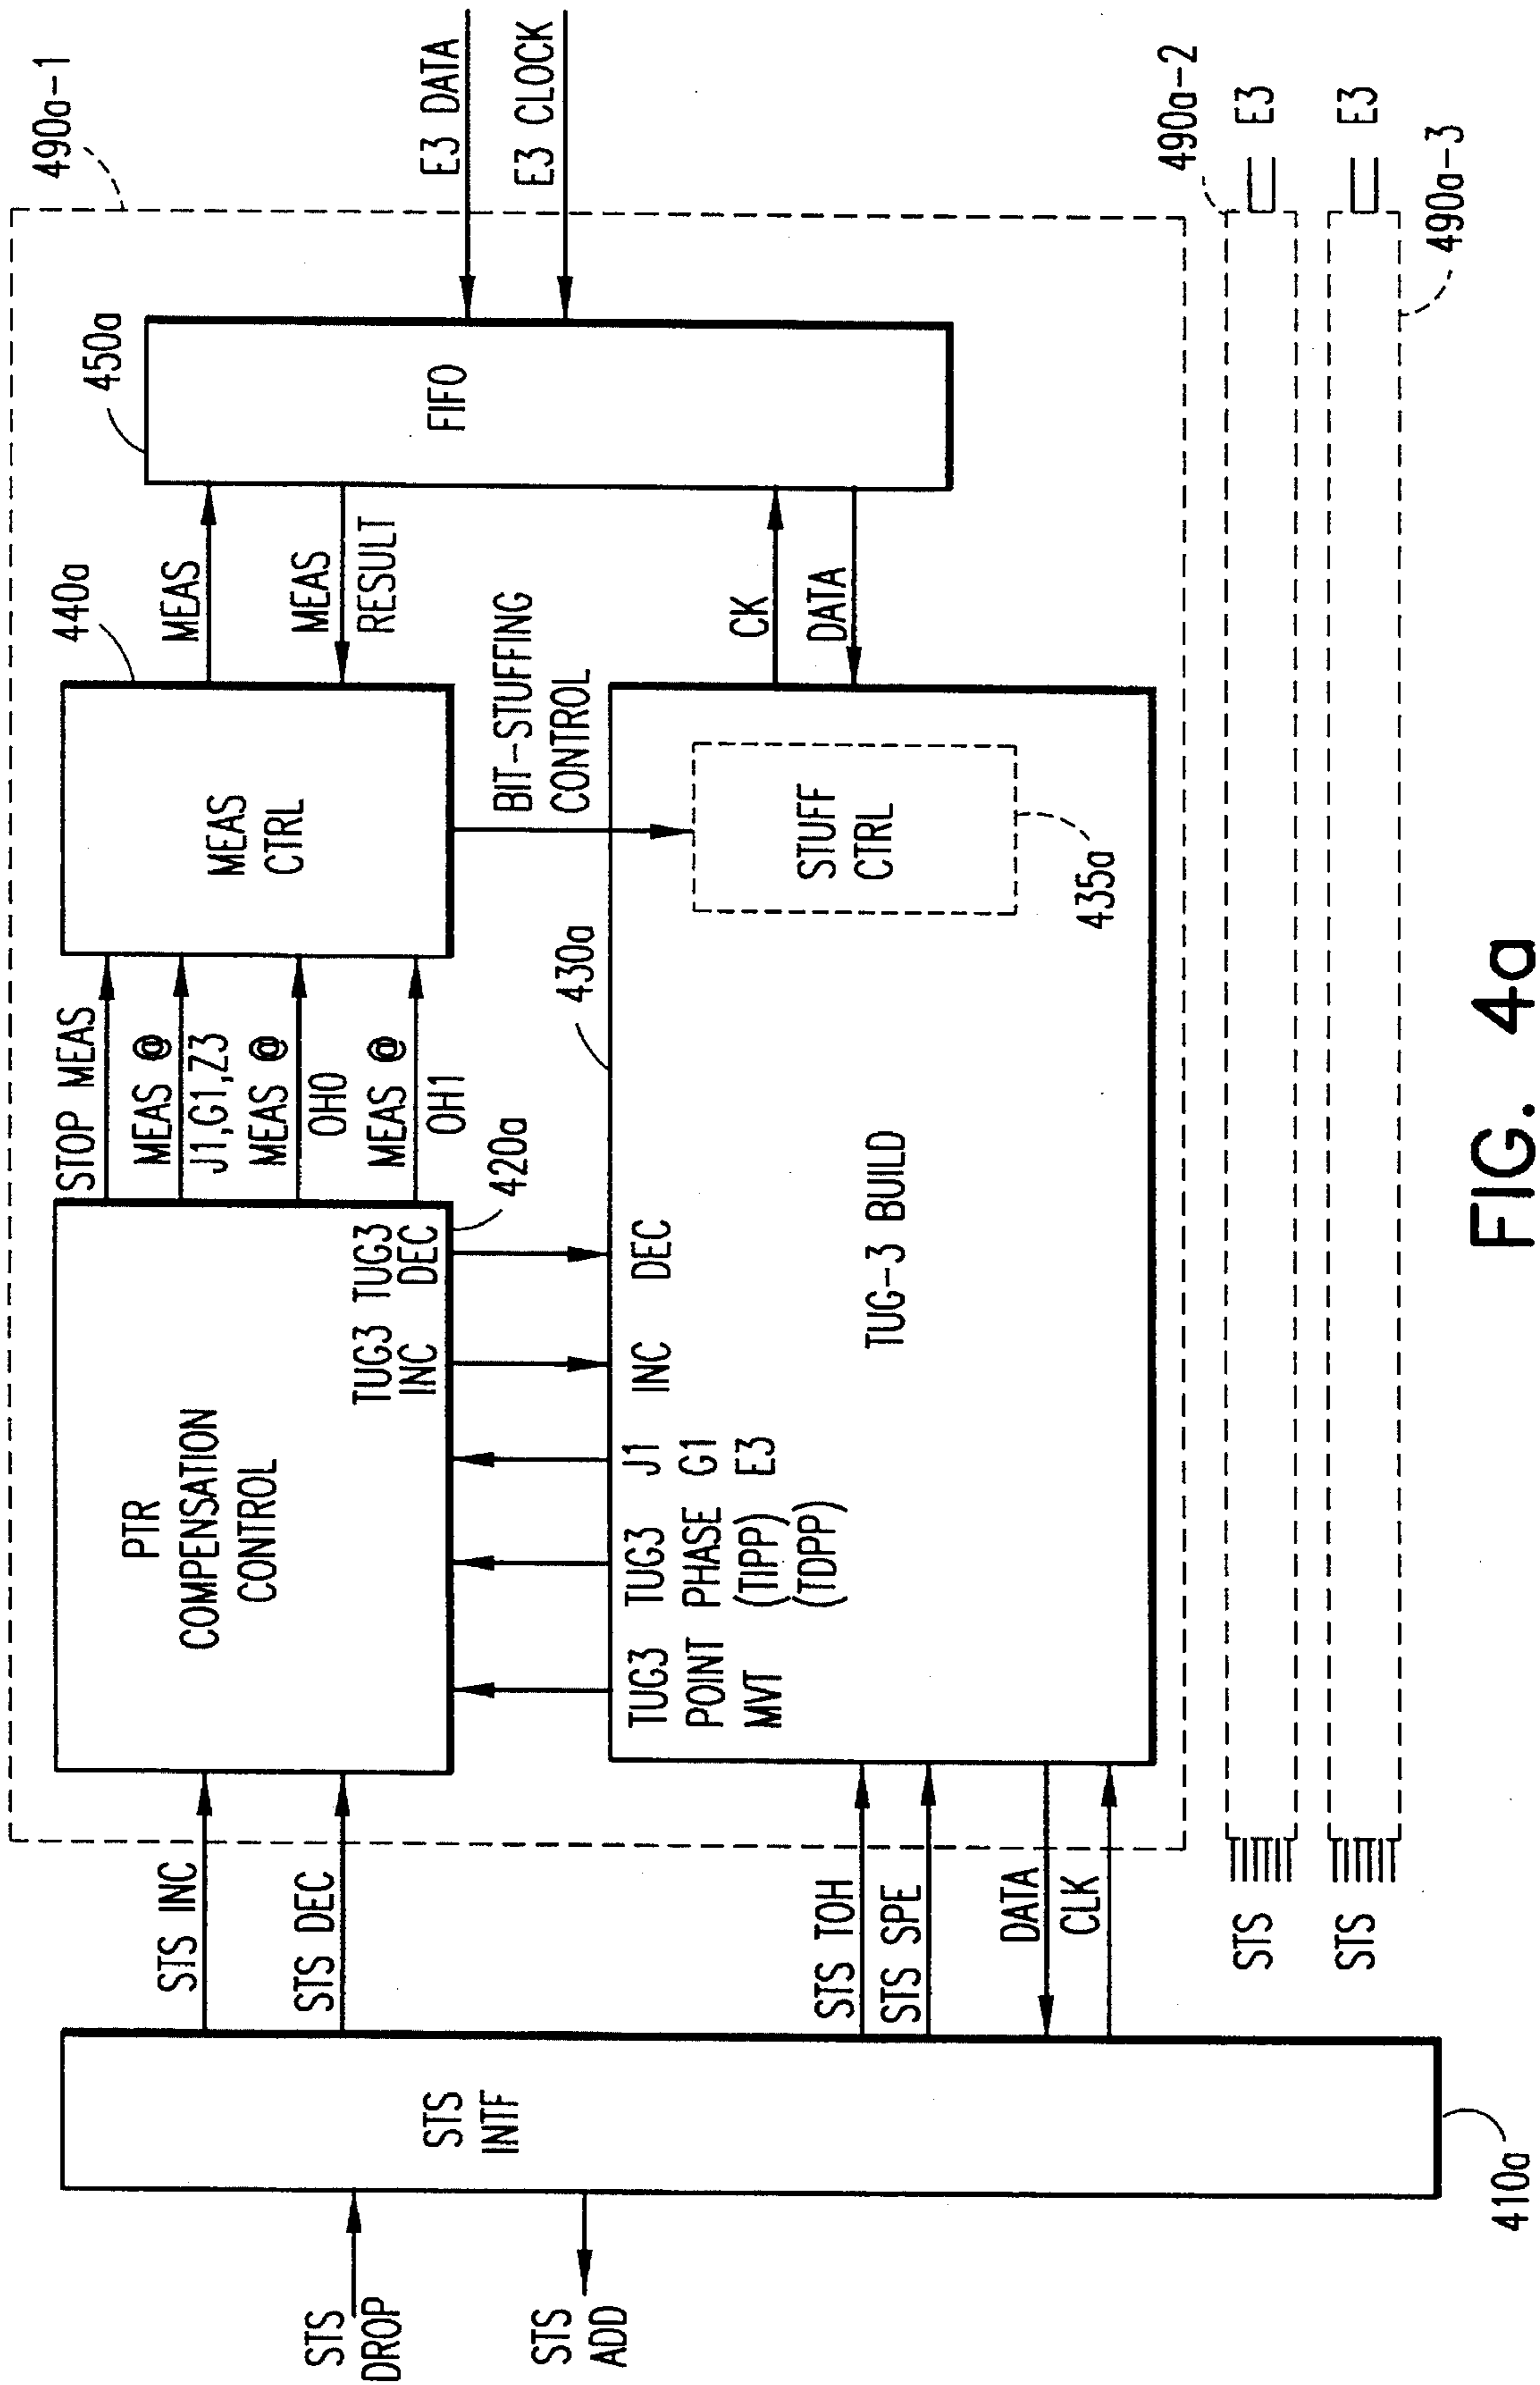 490a-1
450a
440a
E3 DATA
E3 CLOCK
FIFO
MEAS
MEAS
RESULT
CK
DATA
MEAS
CTRL
BIT-STUFFING
CONTROL
STUFF
CTRL
435a
STOP MEAS
MEAS @
J1,G1,Z3
MEAS @
OH0
MEAS @
OH1
420a
430a
PTR
COMPENSATION
CONTROL
TUG3
INC
TUG3
DEC
TUG3
POINT
MVT
TUG3
PHASE
(TIPP)
(TDPP)
J1
G1
E3
INC
DEC
TUG-3 BUILD
STS INC
STS DEC
STS TOH
STS SPE
DATA
CLK
STS
INTF
410a
STS
DROP
STS
ADD
STS
E3
490a-2
STS
E3
490a-3
FIG. 4a